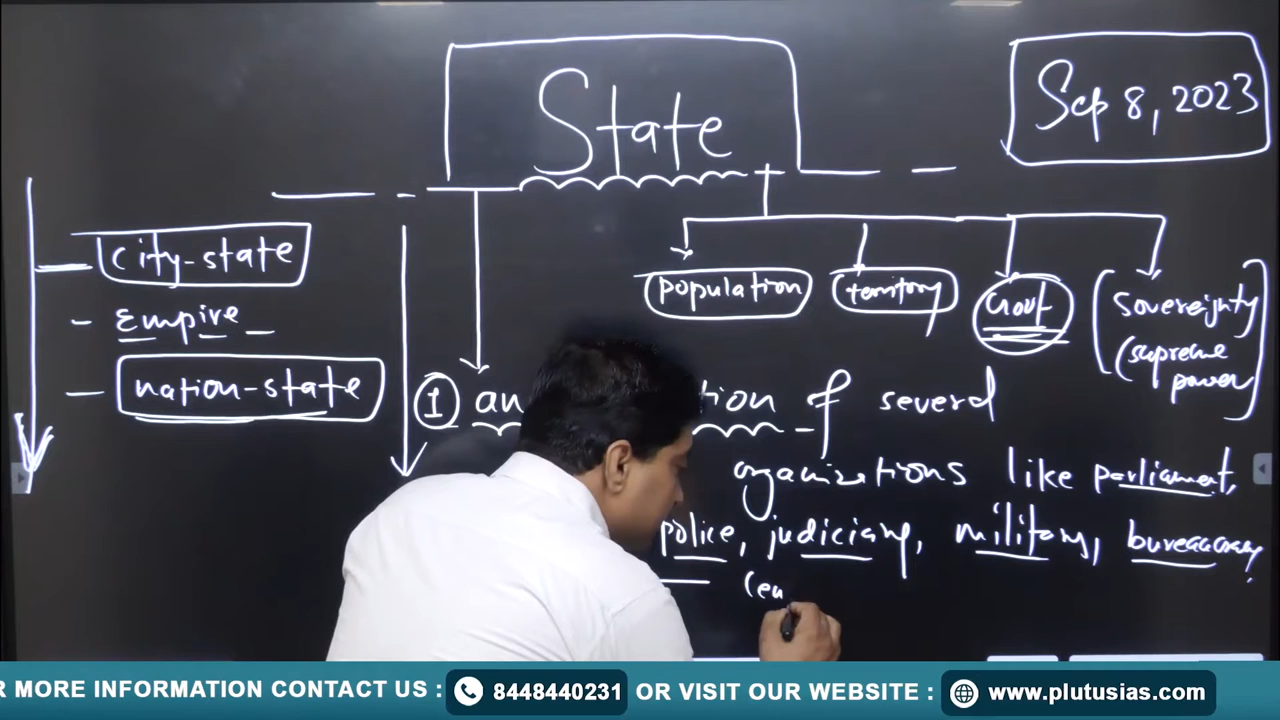 State
Sep 8, 2023
city-state
Empire
nation-state
population
territory
Govt
sovereignty
(supreme
power
① an tion of several
organizations like parliament,
police, judiciary, military, bureaucracy
(en
R MORE INFORMATION CONTACT US : 8448440231 OR VISIT OUR WEBSITE : www.plutusias.com